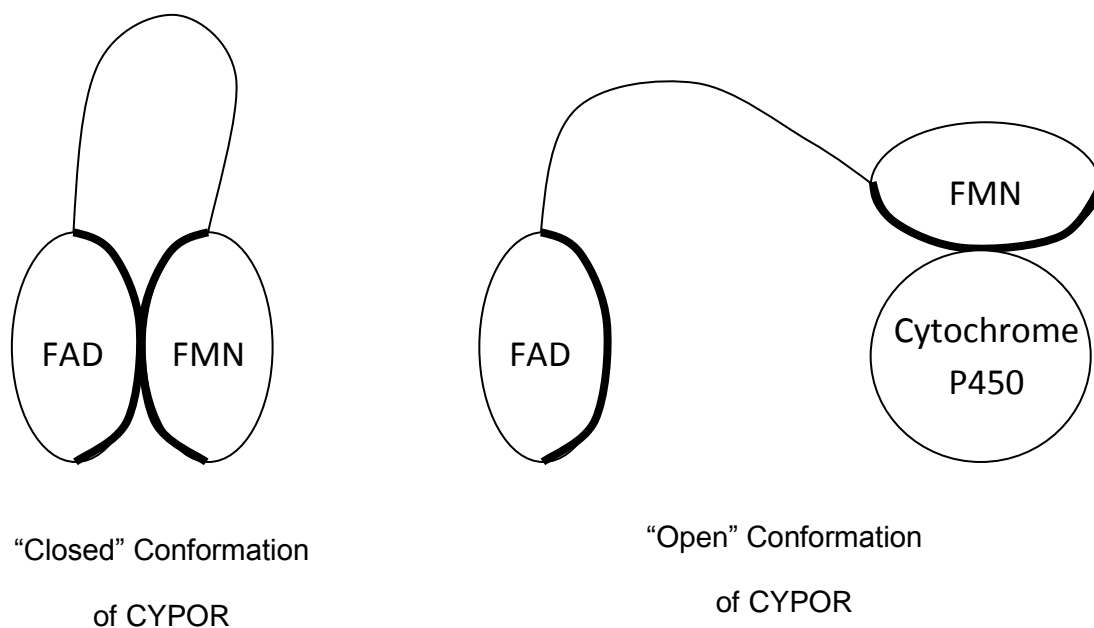 FAD
FMN
“Closed” Conformation
of CYPOR
FAD
FMN
Cytochrome
P450
“Open” Conformation
of CYPOR